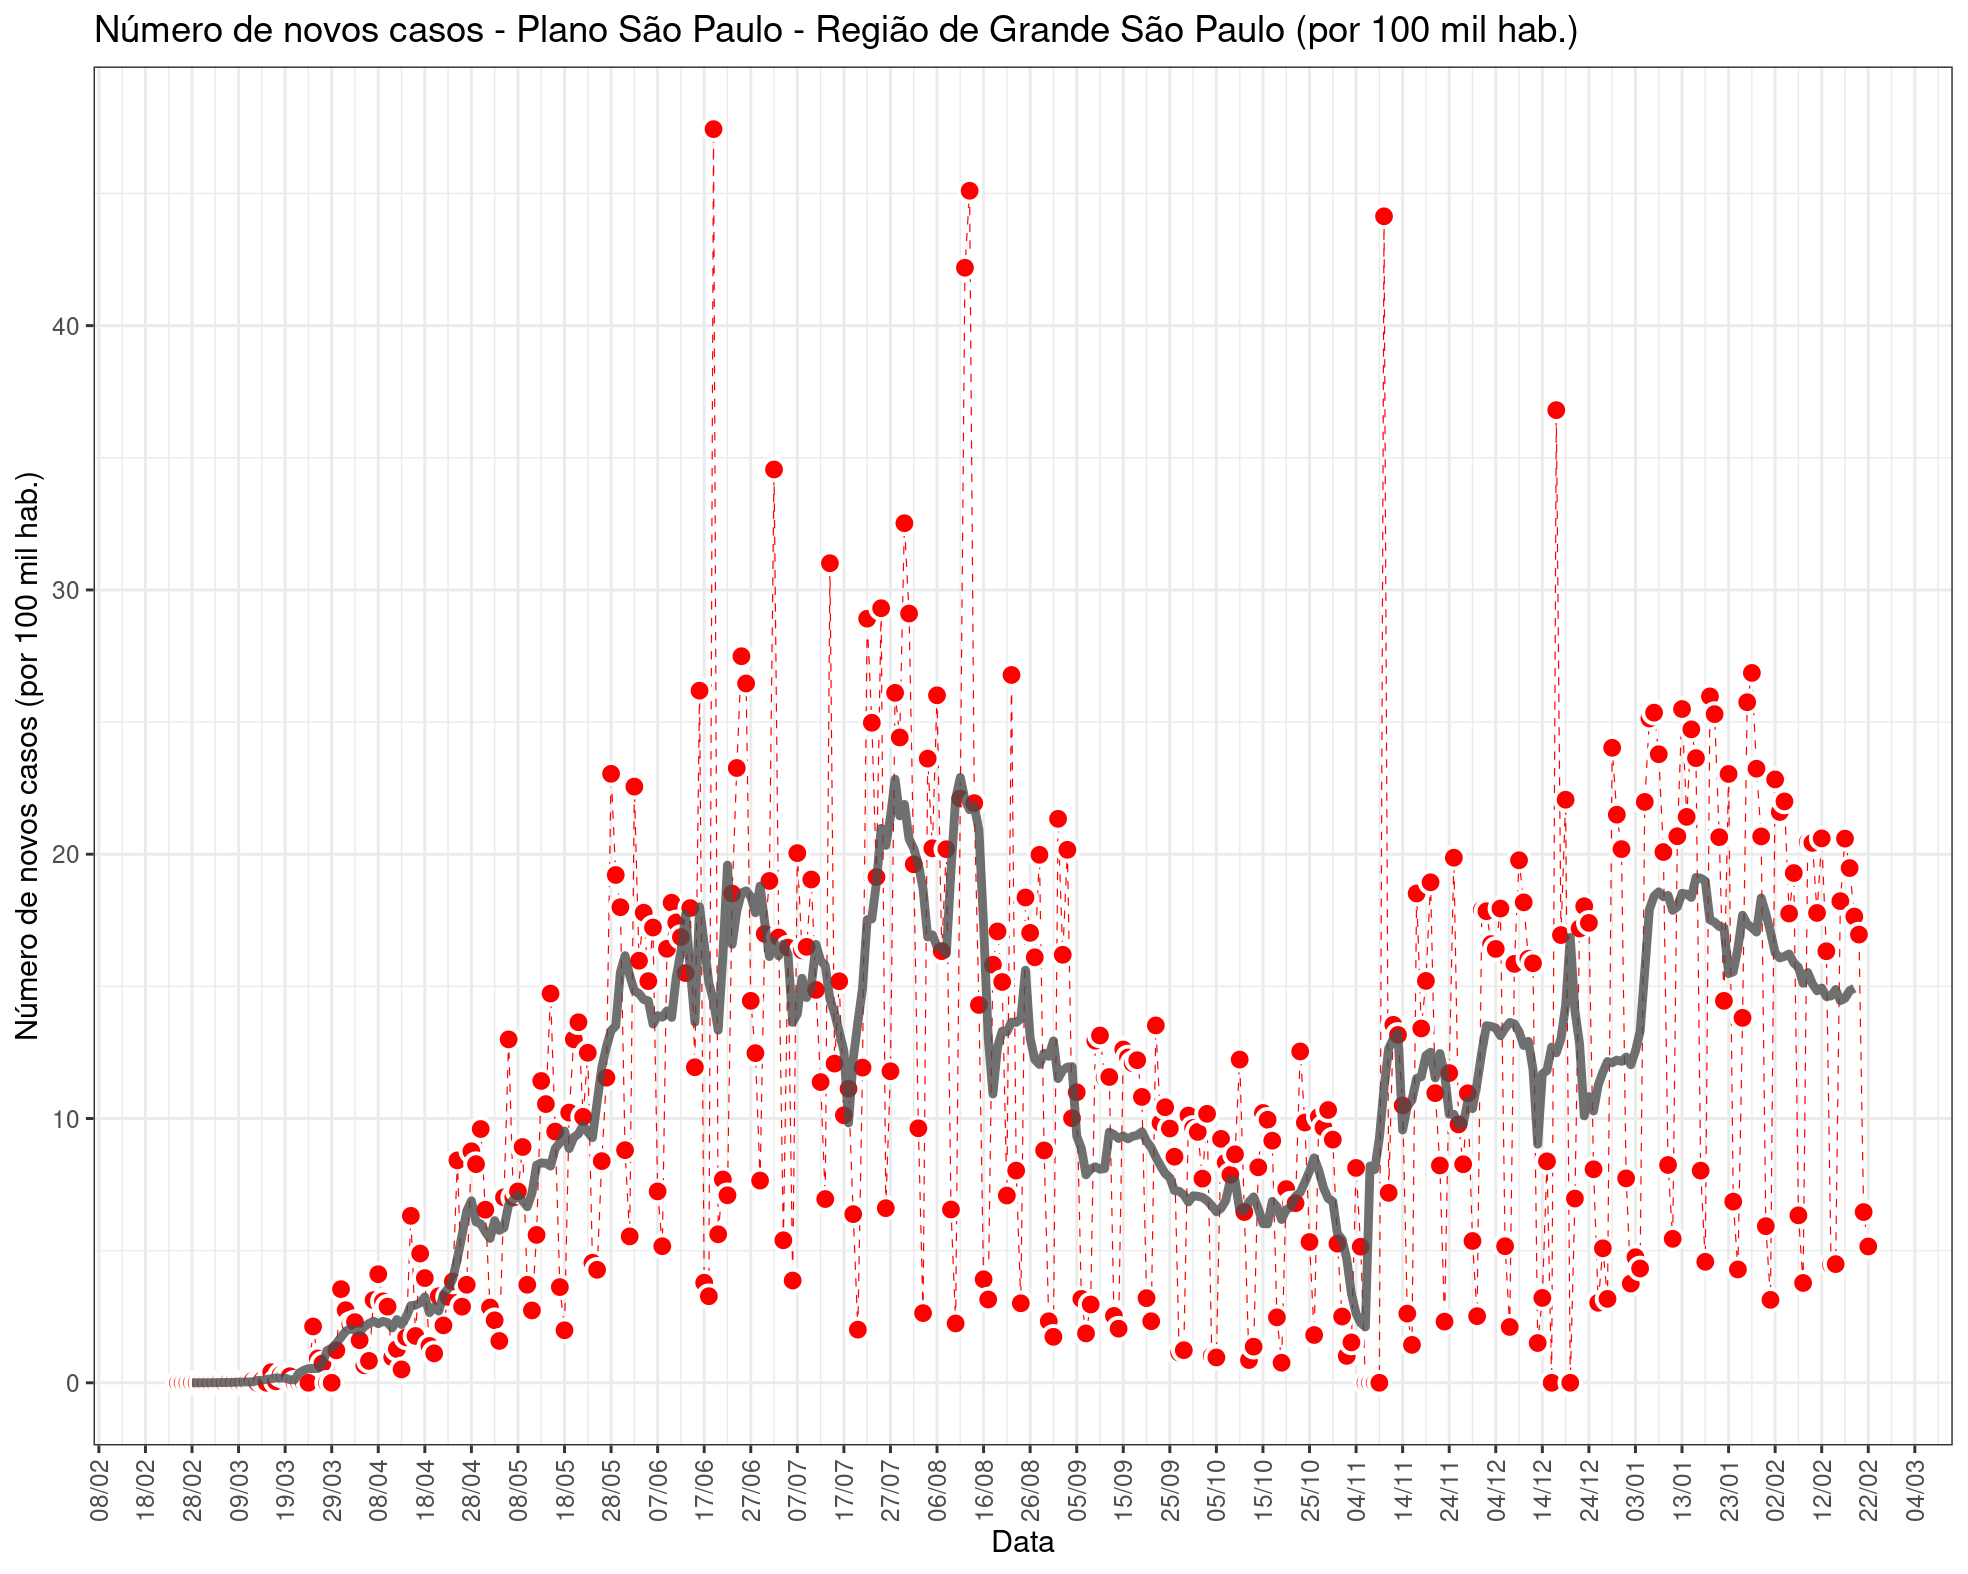 Número de novos casos - Plano São Paulo - Região de Grande São Paulo (por 100 mil hab.)
Número de novos casos (por 100 mil hab.)
40
30
20
10
0
08/02 18/02 28/02 09/03 19/03 29/03 08/04 18/04 28/04 08/05 18/05 28/05 07/06 17/06 27/06 07/07 17/07 27/07 06/08 16/08 26/08 05/09 15/09 25/09 05/10 15/10 25/10 04/11 14/11 24/11 04/12 14/12 24/12 03/01 13/01 23/01 02/02 12/02 22/02 04/03
Data